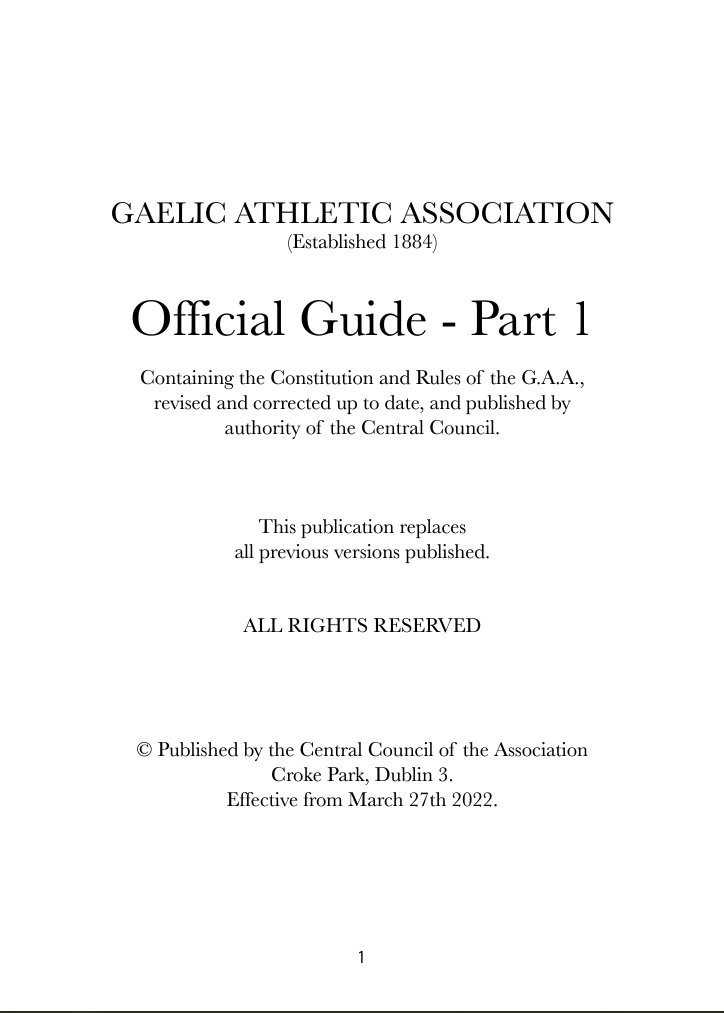 GAELIC ATHLETIC ASSOCIATION
(Established 1884)
Official Guide - Part 1
Containing the Constitution and Rules of the G.A.A.,
revised and corrected up to date, and published by
authority of the Central Council.
This publication replaces
all previous versions published.
ALL RIGHTS RESERVED
© Published by the Central Council of the Association
Croke Park, Dublin 3.
Effective from March 27th 2022.
1